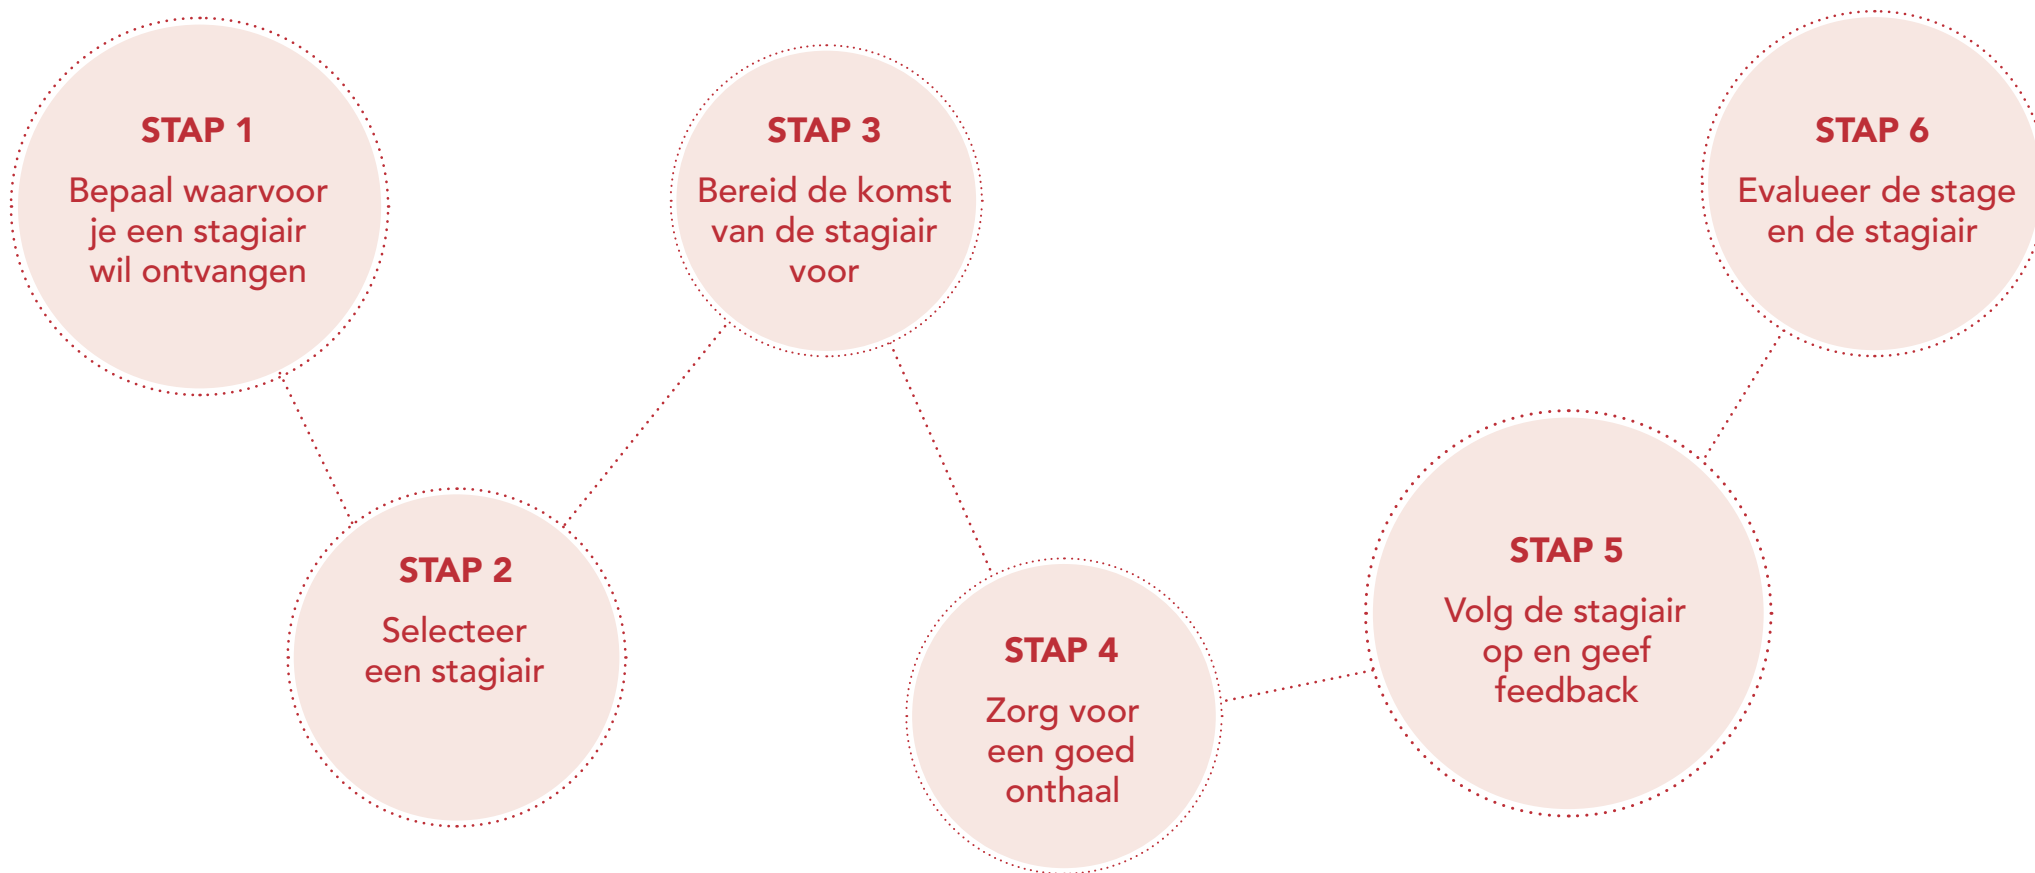 STAP 1
Bepaal waarvoor
je een stagiair
wil ontvangen
STAP 2
Selecteer
een stagiair
STAP 3
Bereid de komst
van de stagiair
voor
STAP 4
Zorg voor
een goed
onthaal
STAP 5
Volg de stagiair
op en geef
feedback
STAP 6
Evalueer de stage
en de stagiair